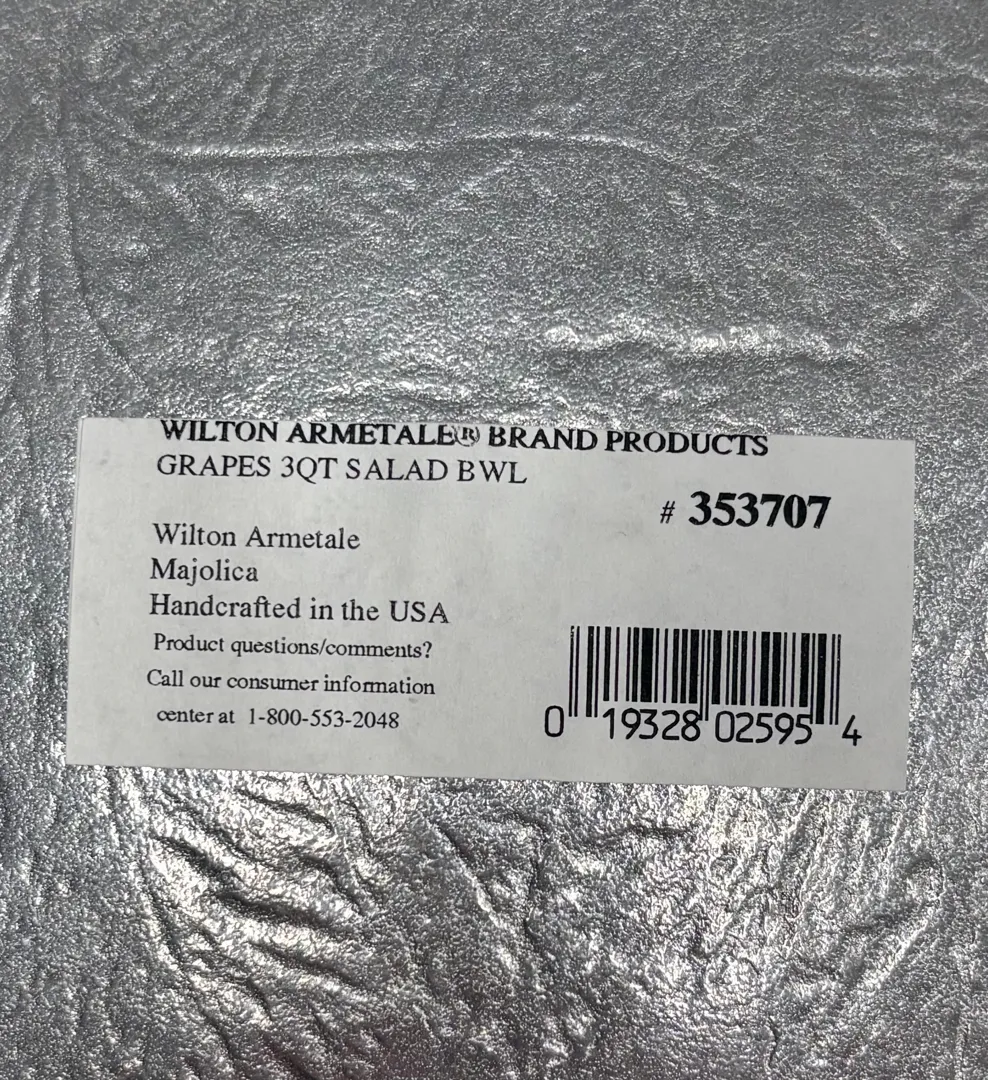 WILTON ARMETALE® BRAND PRODUCTS
GRAPES 3QT SALAD BWL
# 353707
Wilton Armetale
Majolica
Handcrafted in the USA
Product questions/comments?
Call our consumer information
center at 1-800-553-2048
0 19328 02595 4